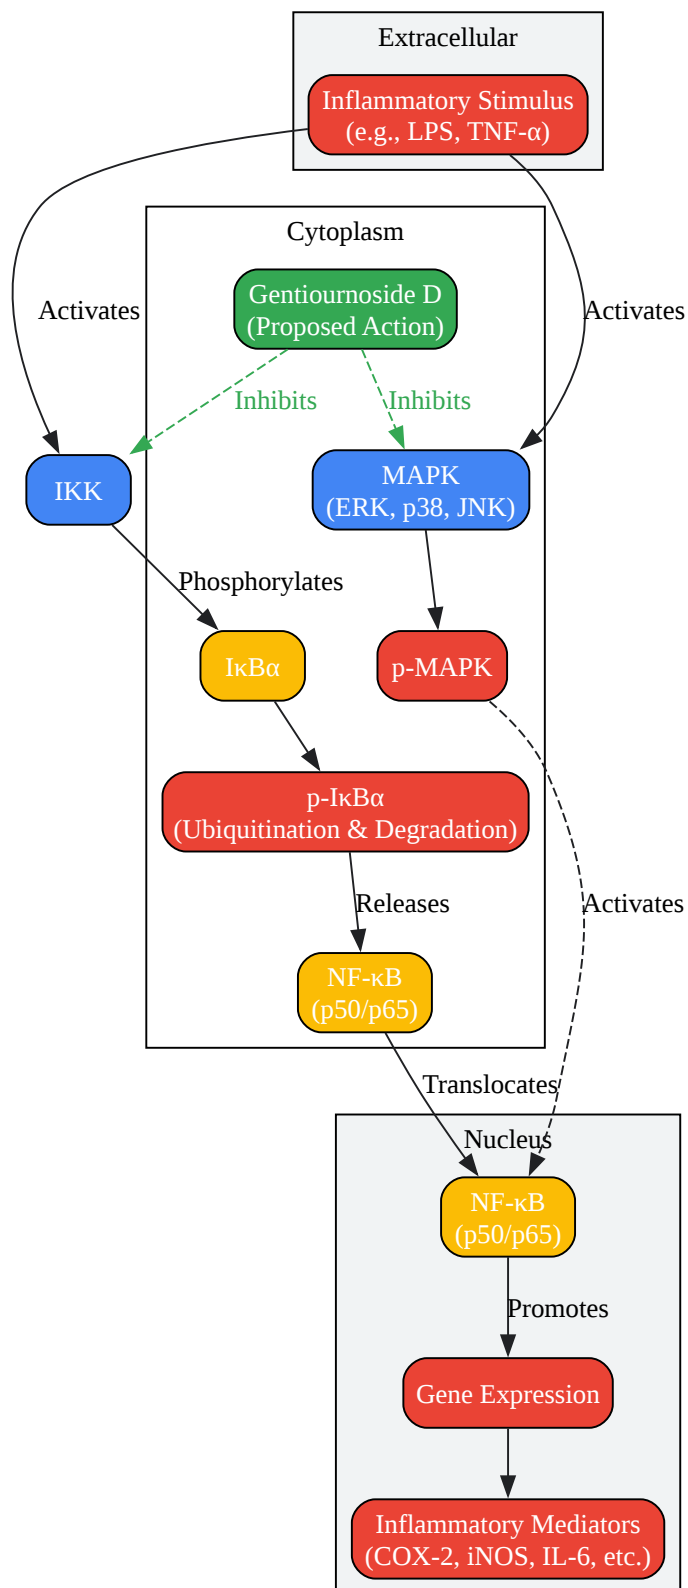 Extracellular
Inflammatory Stimulus
(e.g., LPS, TNF-α)
Cytoplasm
Gentiournoside D
(Proposed Action)
Activates
Activates
Inhibits
Inhibits
IKK
MAPK
(ERK, p38, JNK)
Phosphorylates
IκBα
p-MAPK
p-IκBα
(Ubiquitination & Degradation)
Releases
Activates
NF-κB
(p50/p65)
Translocates
Nucleus
NF-κB
(p50/p65)
Promotes
Gene Expression
Inflammatory Mediators
(COX-2, iNOS, IL-6, etc.)